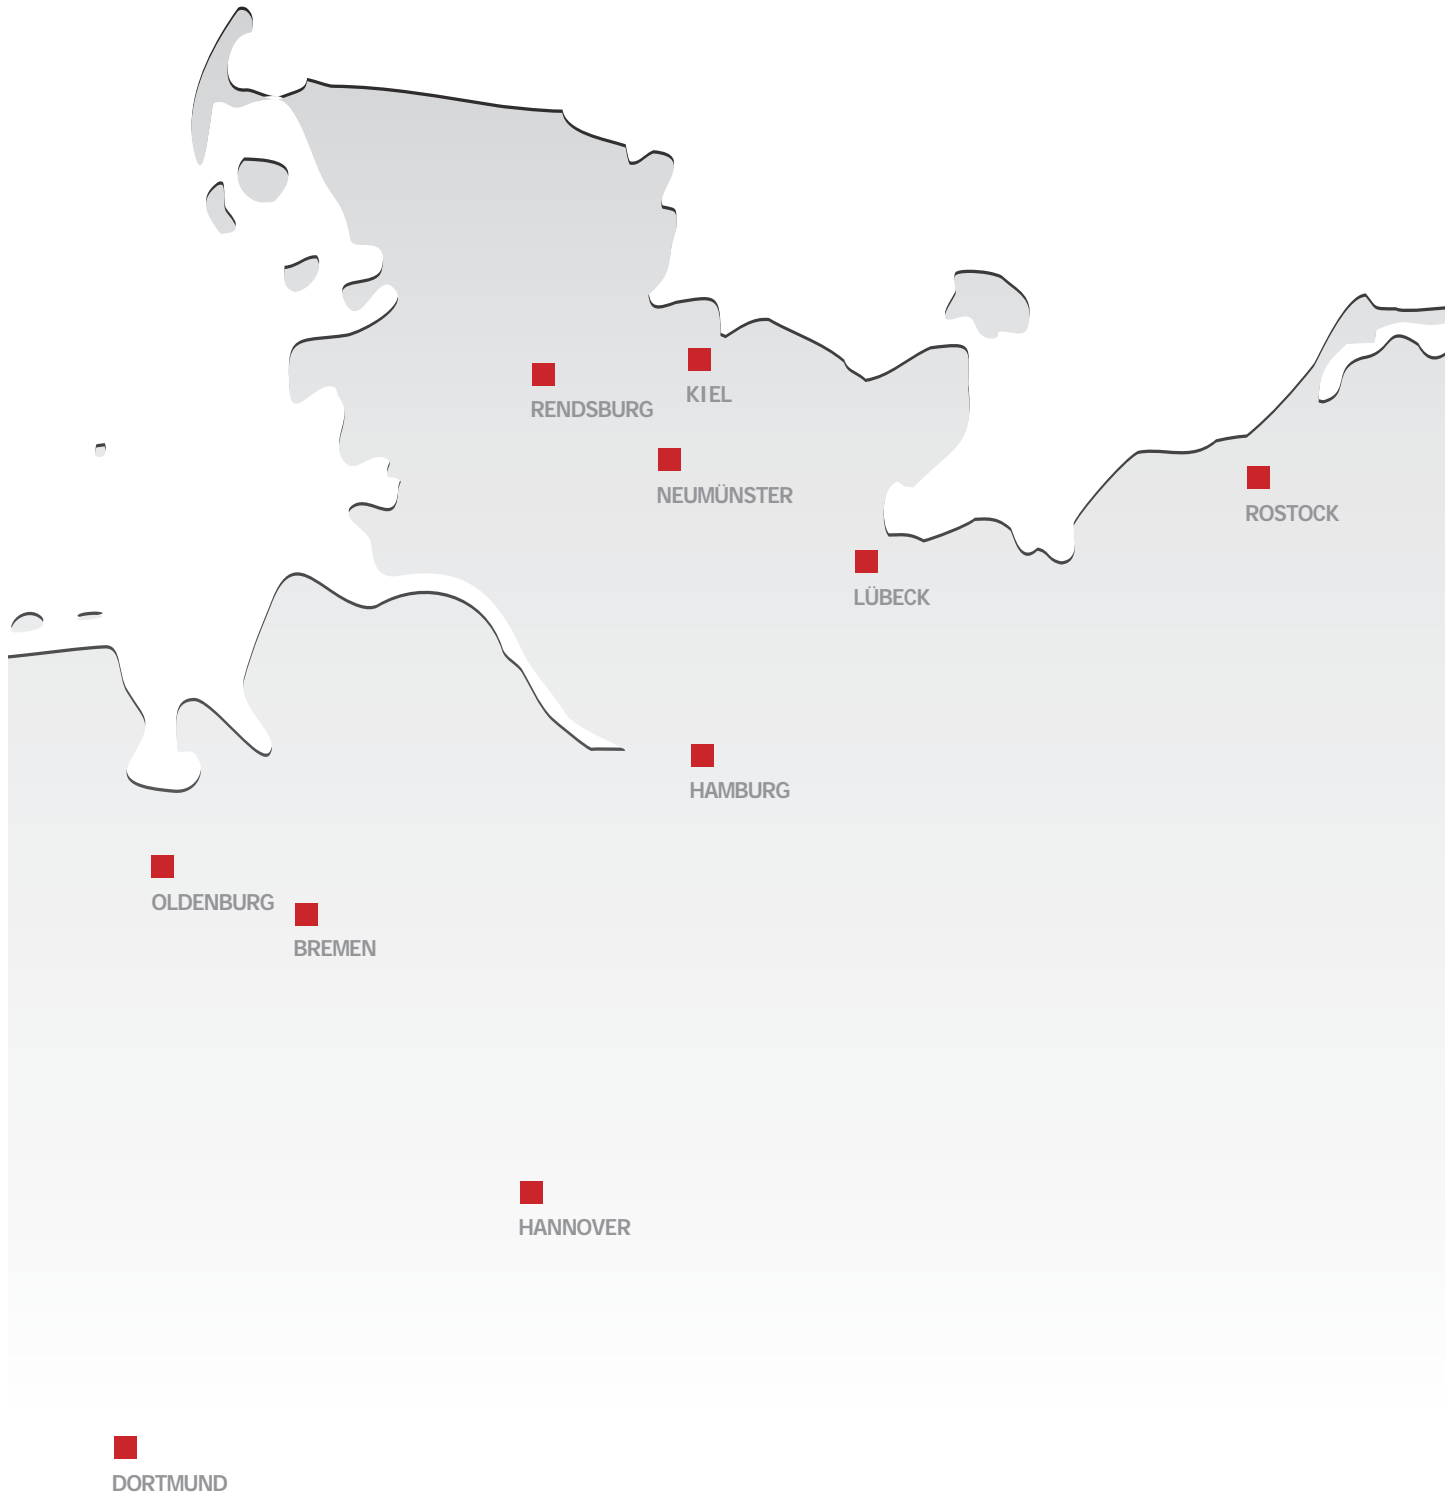 KIEL
RENDSBURG
NEUMÜNSTER
ROSTOCK
LÜBECK
HAMBURG
OLDENBURG
BREMEN
HANNOVER
DORTMUND